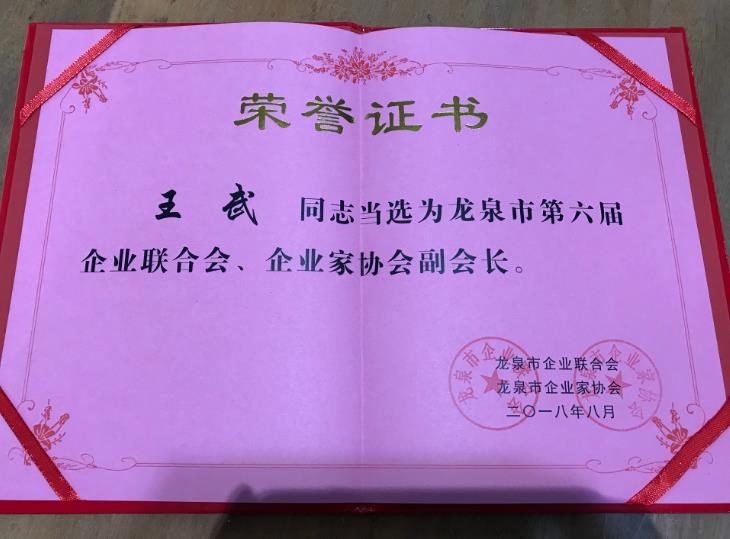 荣誉证书
王武 同志当选为龙泉市第六届
企业联合会、企业家协会副会长。
龙泉市企业联合会
龙泉市企业家协会
二〇一八年八月